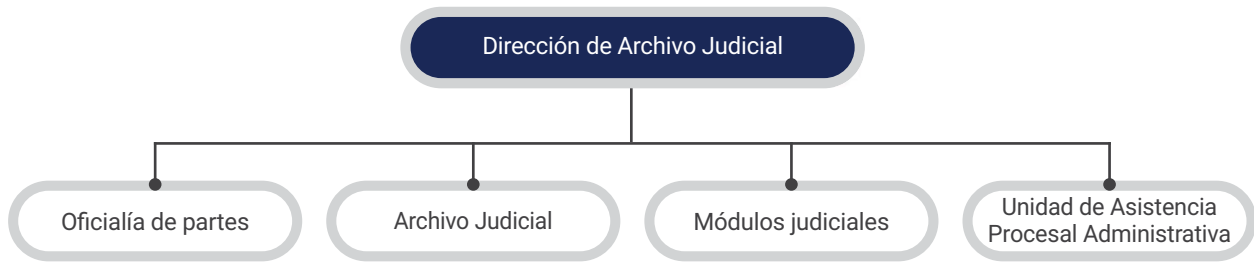 Dirección de Archivo Judicial
Oficialía de partes
Archivo Judicial
Módulos judiciales
Unidad de Asistencia
Procesal Administrativa